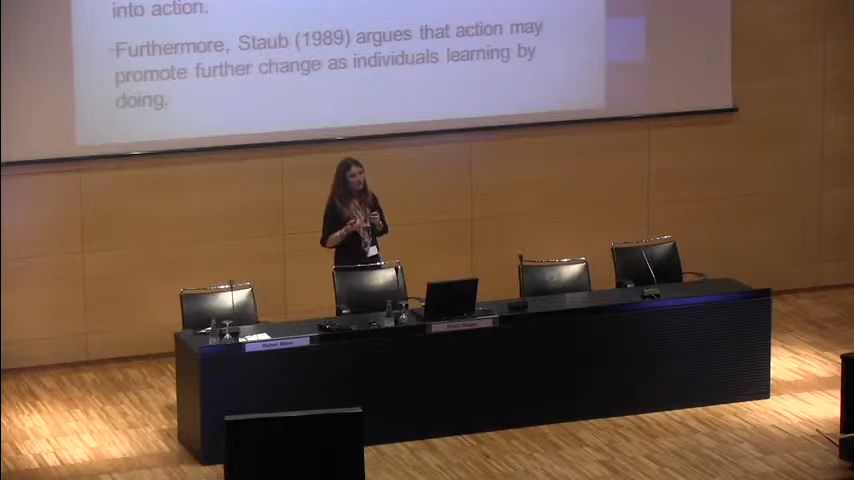 into action.
Furthermore, Staub (1989) argues that action may
promote further change as individuals learning by
doing.